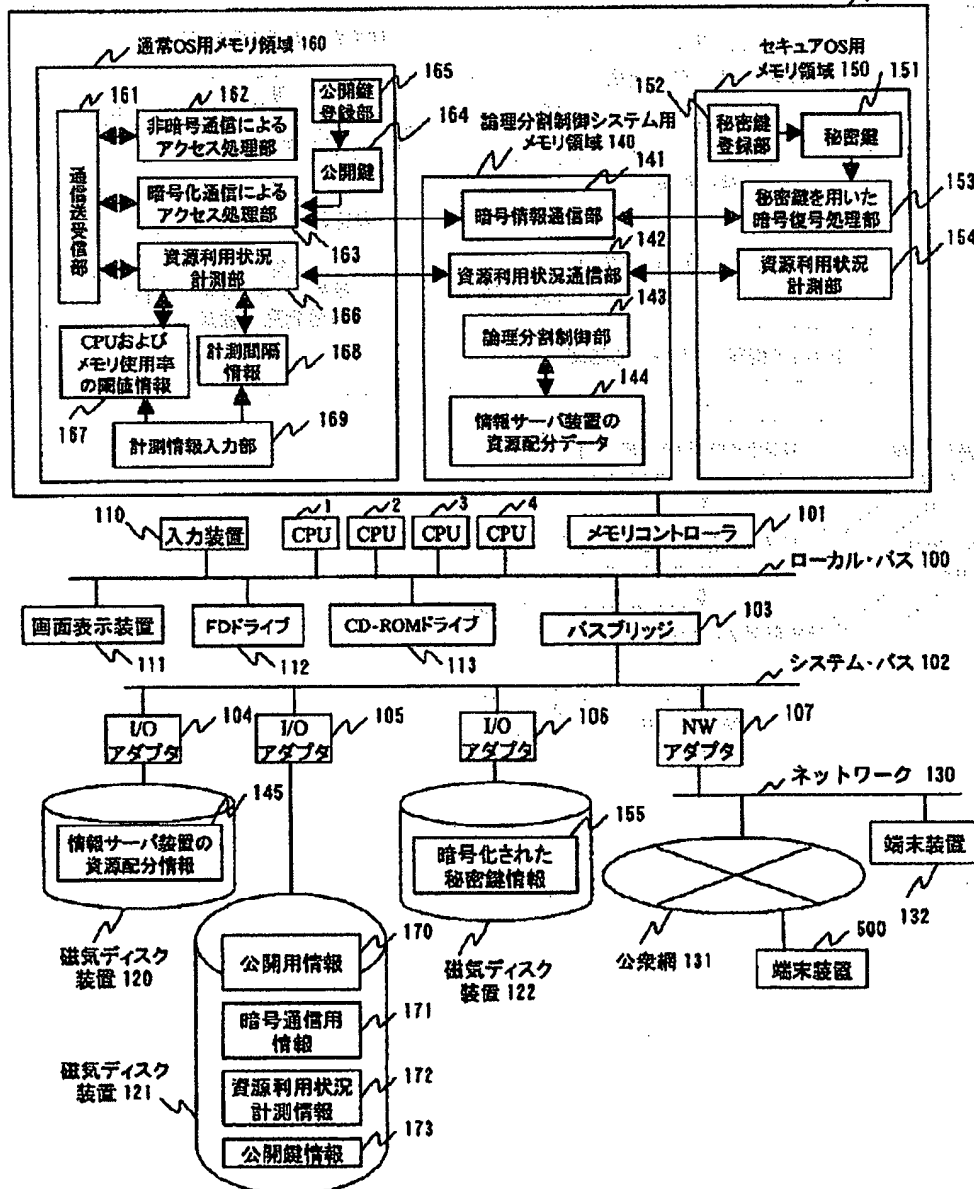 通常OS用メモリ領域 160
161
通信送受信部
162
非暗号通信による
アクセス処理部
公開鍵
登録部
165
164
公開鍵
暗号化通信による
アクセス処理部
163
資源利用状況
計測部
166
CPUおよび
メモリ使用率
の閾値情報
167
計測間隔
情報
168
計測情報入力部
169
論理分割制御システム用
メモリ領域 140
141
暗号情報通信部
142
資源利用状況通信部
143
論理分割制御部
144
情報サーバ装置の
資源配分データ
セキュアOS用
メモリ領域 150
152
秘密鍵
登録部
151
秘密鍵
153
秘密鍵を用いた
暗号復号処理部
154
資源利用状況
計測部
110
入力装置
1
CPU
2
CPU
3
CPU
4
CPU
メモリコントローラ
101
ローカル・バス 100
画面表示装置
111
FDドライブ
112
CD-ROMドライブ
113
バスブリッジ
103
システム・バス 102
I/O
アダプタ
104
I/O
アダプタ
105
I/O
アダプタ
106
NW
アダプタ
107
ネットワーク 130
145
情報サーバ装置の
資源配分情報
磁気ディスク
装置 120
155
暗号化された
秘密鍵情報
磁気ディスク
装置 122
公衆網 131
端末装置
132
500
端末装置
公開用情報
170
暗号通信用
情報
171
資源利用状況
計測情報
172
公開鍵情報
173
磁気ディスク
装置 121